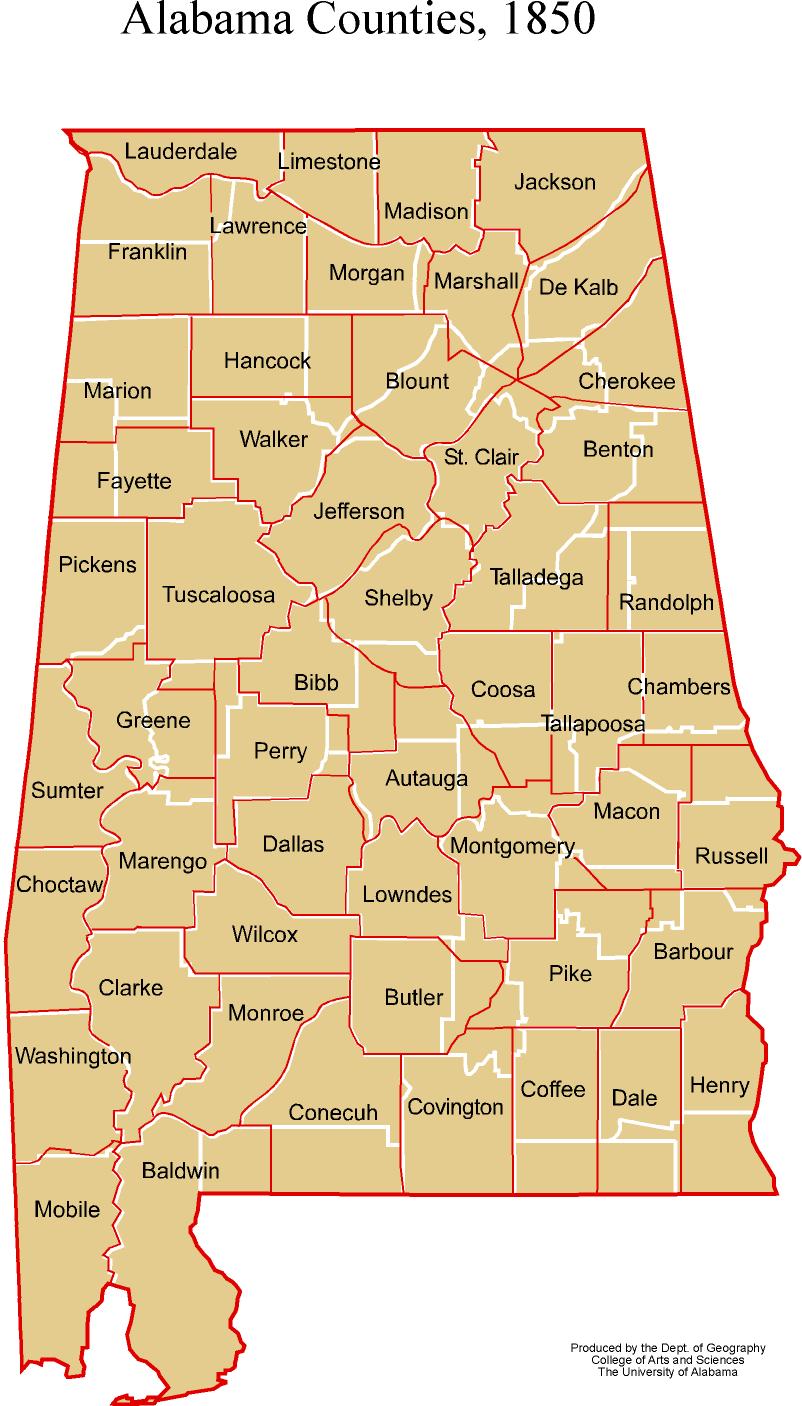 Alabama Counties, 1850
Lauderdale
Limestone
Madison
Jackson
Lawrence
Franklin
Morgan
Marshall
De Kalb
Hancock
Blount
Cherokee
Marion
Walker
St. Clair
Benton
Fayette
Jefferson
Pickens
Tuscaloosa
Shelby
Talladega
Randolph
Bibb
Coosa
Chambers
Greene
Tallapoosa
Perry
Autauga
Sumter
Macon
Dallas
Montgomery
Marengo
Russell
Choctaw
Lowndes
Wilcox
Barbour
Pike
Clarke
Butler
Monroe
Washington
Henry
Coffee
Dale
Covington
Conecuh
Baldwin
Mobile
Produced by the Dept. of Geography
College of Arts and Sciences
The University of Alabama